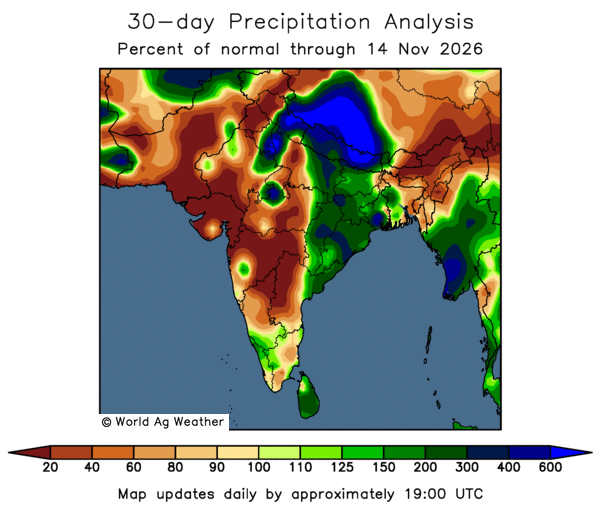 30-day Precipitation Analysis
Percent of normal through 14 Nov 2026
© World Ag Weather
20 40 60 80 90 100 110 125 150 200 300 400 600
Map updates daily by approximately 19:00 UTC